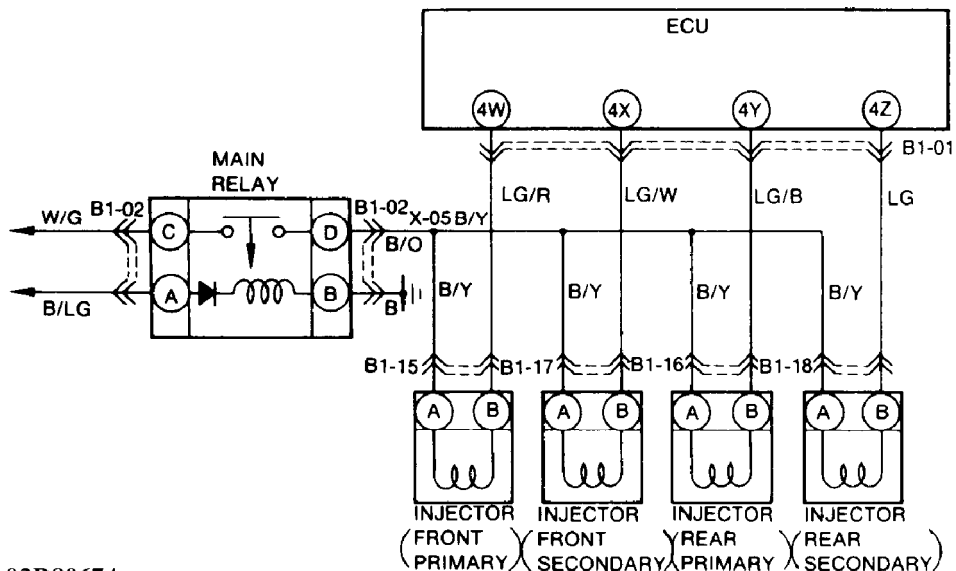 ECU
4W 4X 4Y 4Z
B1-01
MAIN
RELAY
LG/R LG/W LG/B LG
W/G B1-02 C D B1-02 X-05 B/Y
B/O
B/LG A B B
B/Y B/Y B/Y B/Y
B1-15 B1-17 B1-16 B1-18
A B A B A B A B
INJECTOR INJECTOR INJECTOR INJECTOR
(FRONT PRIMARY) (FRONT SECONDARY) (REAR PRIMARY) (REAR SECONDARY)